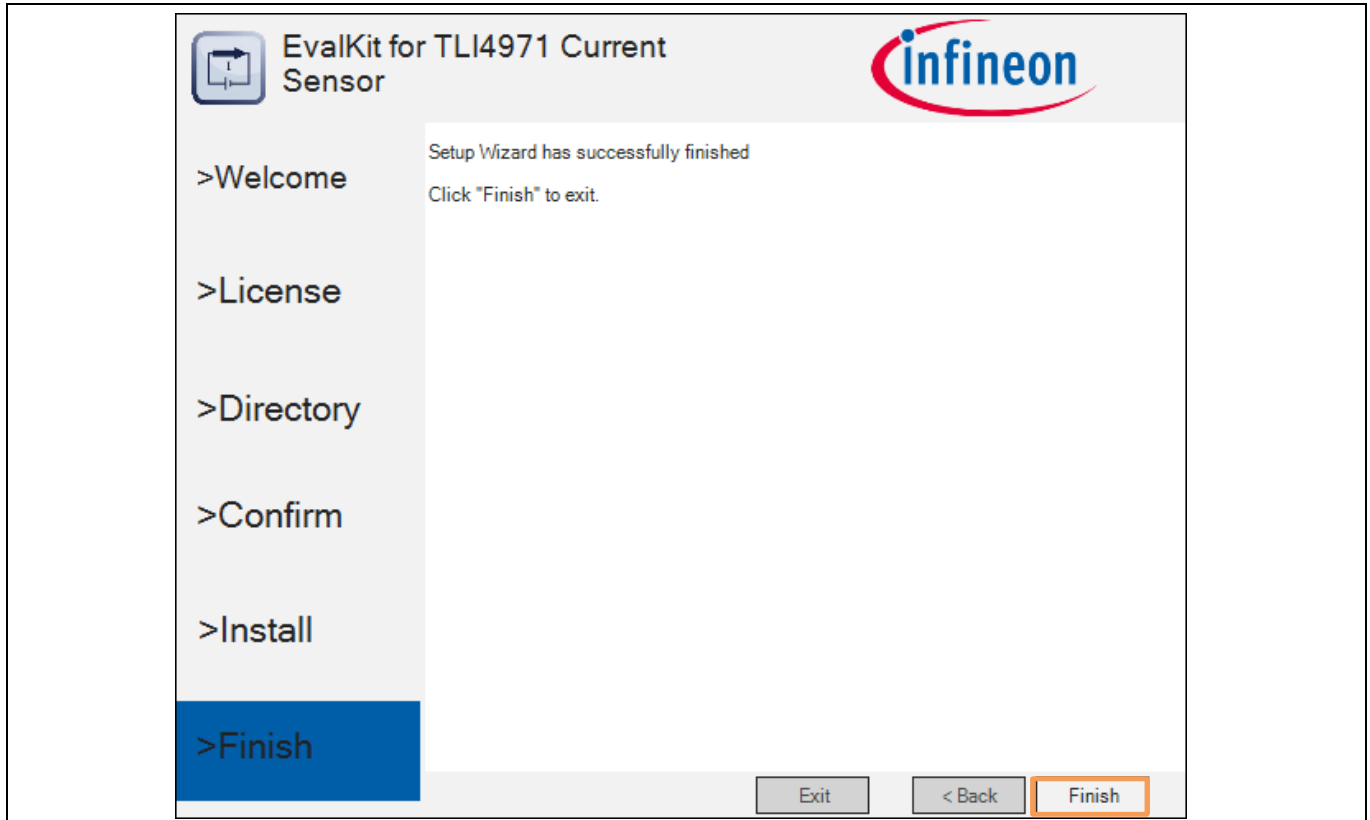 EvalKit for TLI4971 Current
Sensor
infineon
>Welcome
Setup Wizard has successfully finished
Click "Finish" to exit.
>License
>Directory
>Confirm
>Install
>Finish
Exit
< Back
Finish